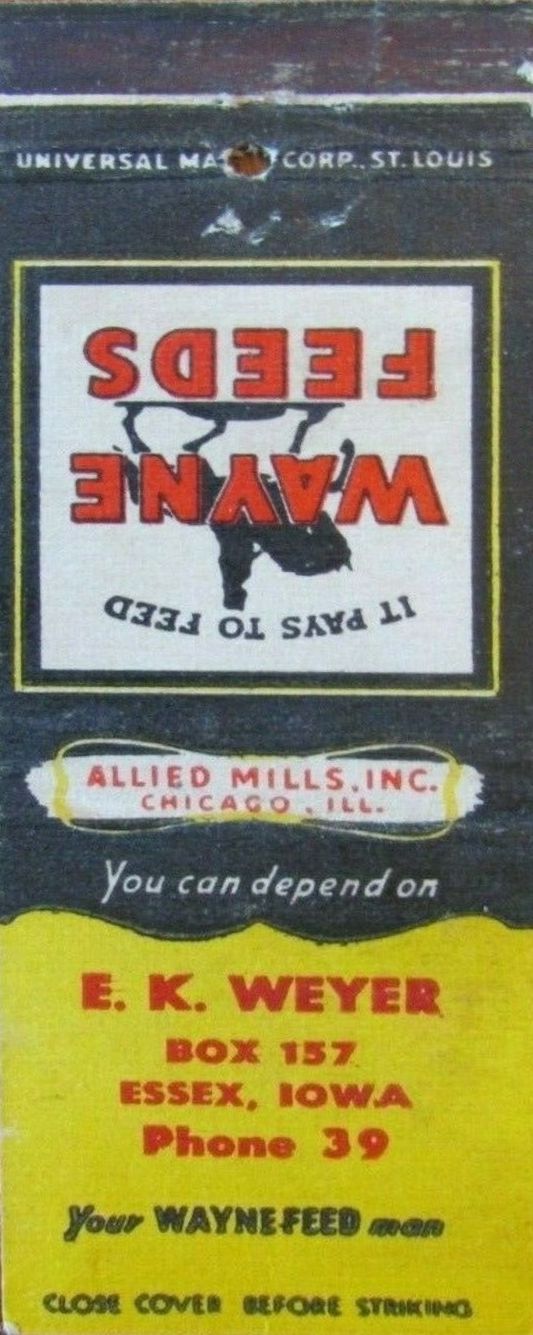 UNIVERSAL CORP., ST. LOUIS
IT PAYS TO FEED
WAYNE
FEEDS
ALLIED MILLS, INC.
CHICAGO, ILL.
You can depend on
E. K. WEYER
BOX 157
ESSEX, IOWA
Phone 39
Your WAYNE FEED man
CLOSE COVER BEFORE STRIKING